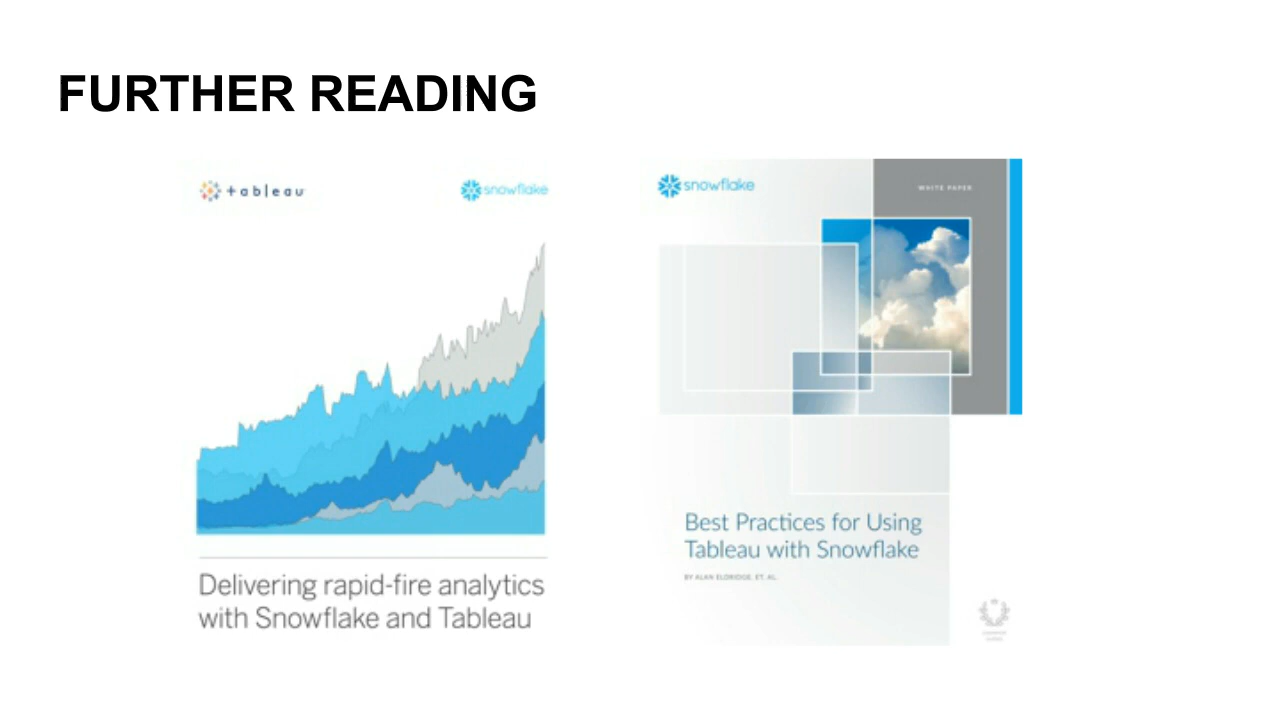 FURTHER READING
tableau
snowflake
Delivering rapid-fire analytics
with Snowflake and Tableau
snowflake
WHITE PAPER
Best Practices for Using
Tableau with Snowflake
BY ALAN ELDRIDGE, ET. AL.